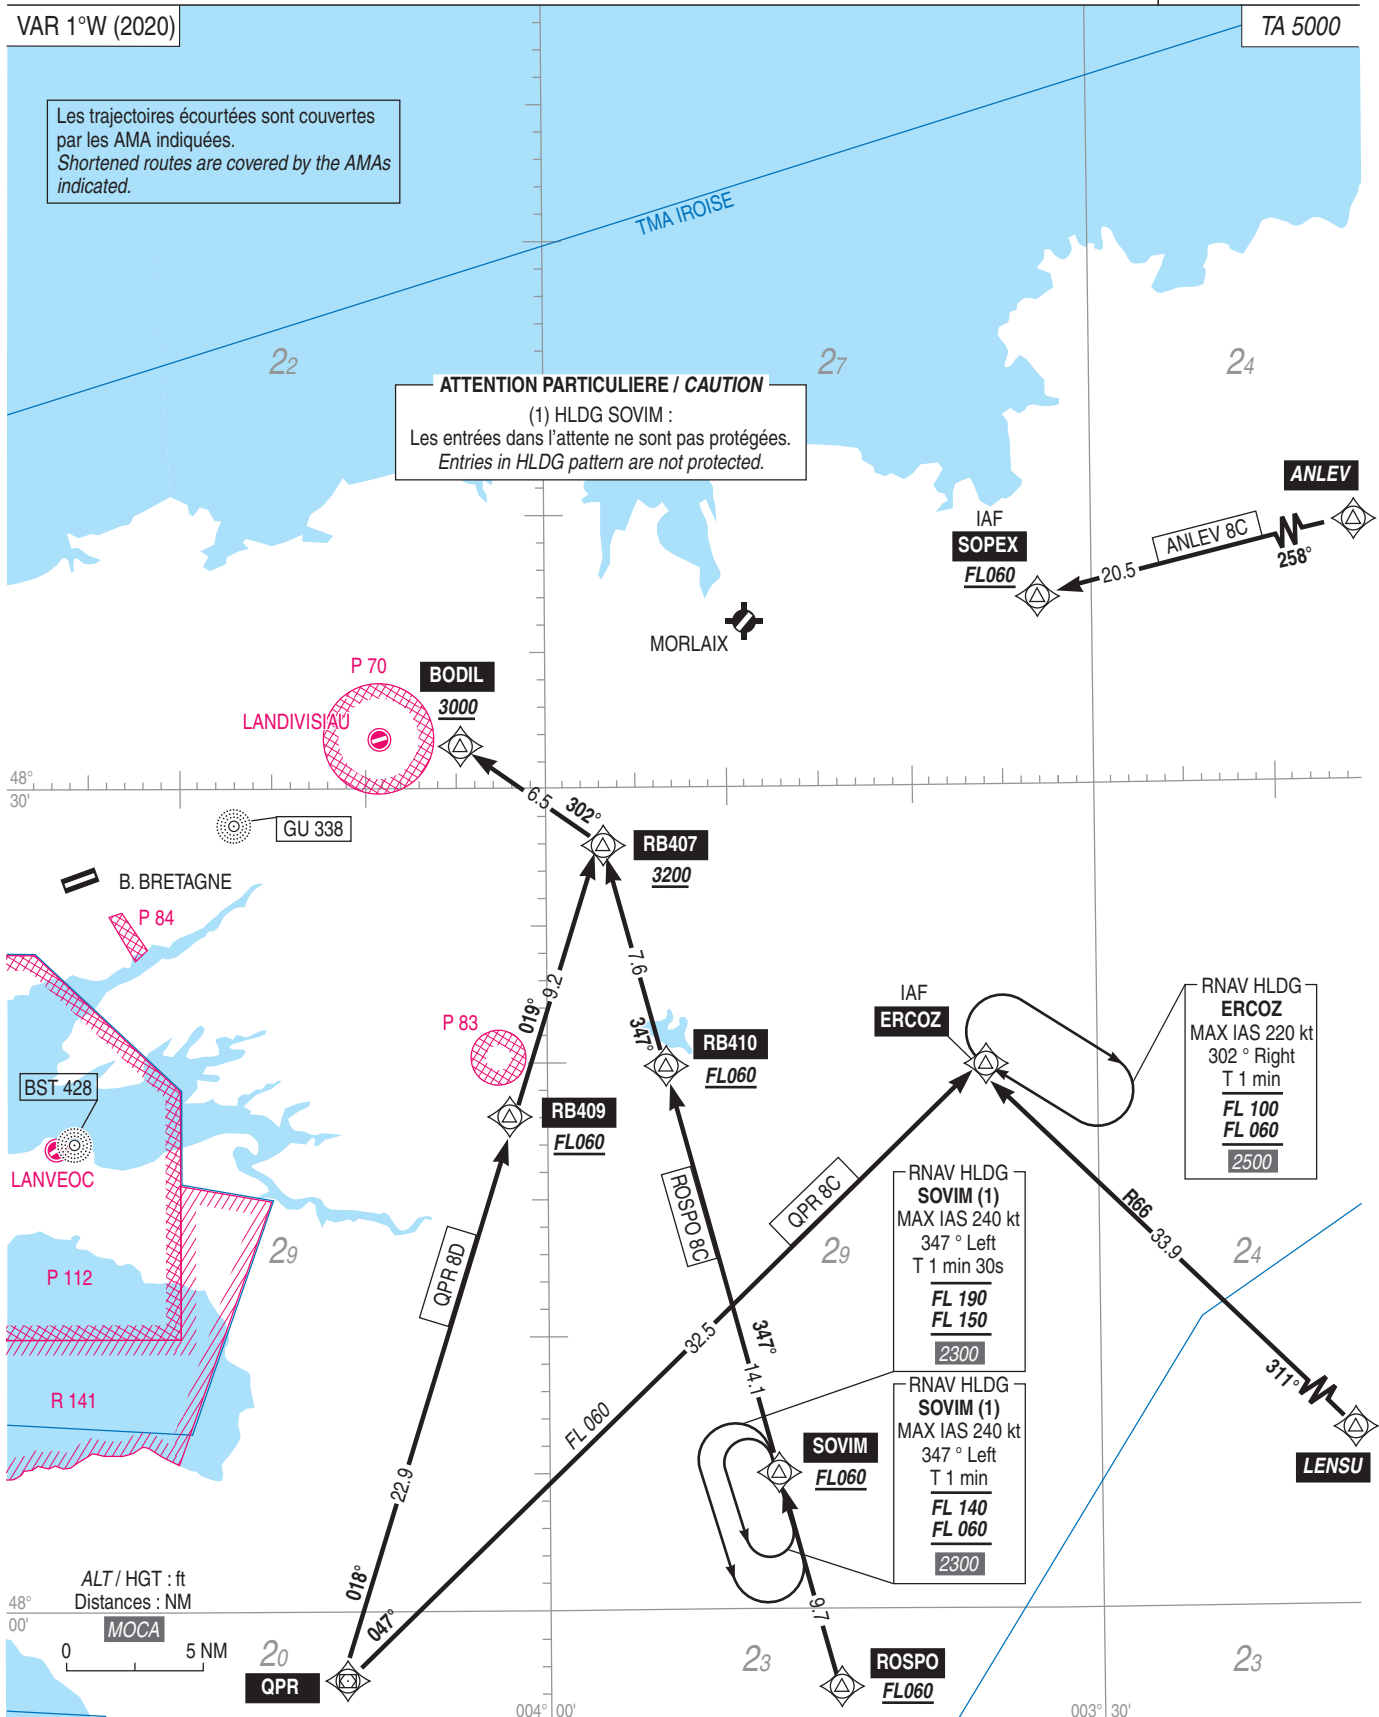 VAR 1°W (2020)
TA 5000
Les trajectoires écourtées sont couvertes
par les AMA indiquées.
Shortened routes are covered by the AMAs
indicated.
TMA IROISE
22
27
24
ATTENTION PARTICULIERE / CAUTION
(1) HLDG SOVIM :
Les entrées dans l'attente ne sont pas protégées.
Entries in HLDG pattern are not protected.
ANLEV
IAF
SOPEX
FL060
ANLEV 8C
258°
20.5
MORLAIX
P 70
BODIL
3000
LANDIVISIAU
48°
30'
6.5
302°
GU 338
RB407
3200
B. BRETAGNE
P 84
7.6
9.2
019°
347°
P 83
IAF
ERCOZ
RNAV HLDG
ERCOZ
MAX IAS 220 kt
302 ° Right
T 1 min
FL 100
FL 060
2500
RB410
FL060
BST 428
RB409
FL060
LANVEOC
ROSPO 8C
QPR 8C
R66
33.9
RNAV HLDG
SOVIM (1)
MAX IAS 240 kt
347 ° Left
T 1 min 30s
FL 190
FL 150
2300
29
29
24
QPR 8D
P 112
32.5
347°
14.1
311°
R 141
FL 060
RNAV HLDG
SOVIM (1)
MAX IAS 240 kt
347 ° Left
T 1 min
FL 140
FL 060
2300
SOVIM
FL060
LENSU
22.9
018°
047°
ALT / HGT : ft
Distances : NM
MOCA
0 5 NM
48°
00'
9.7
20
23
23
QPR
ROSPO
FL060
004° 00'
003° 30'